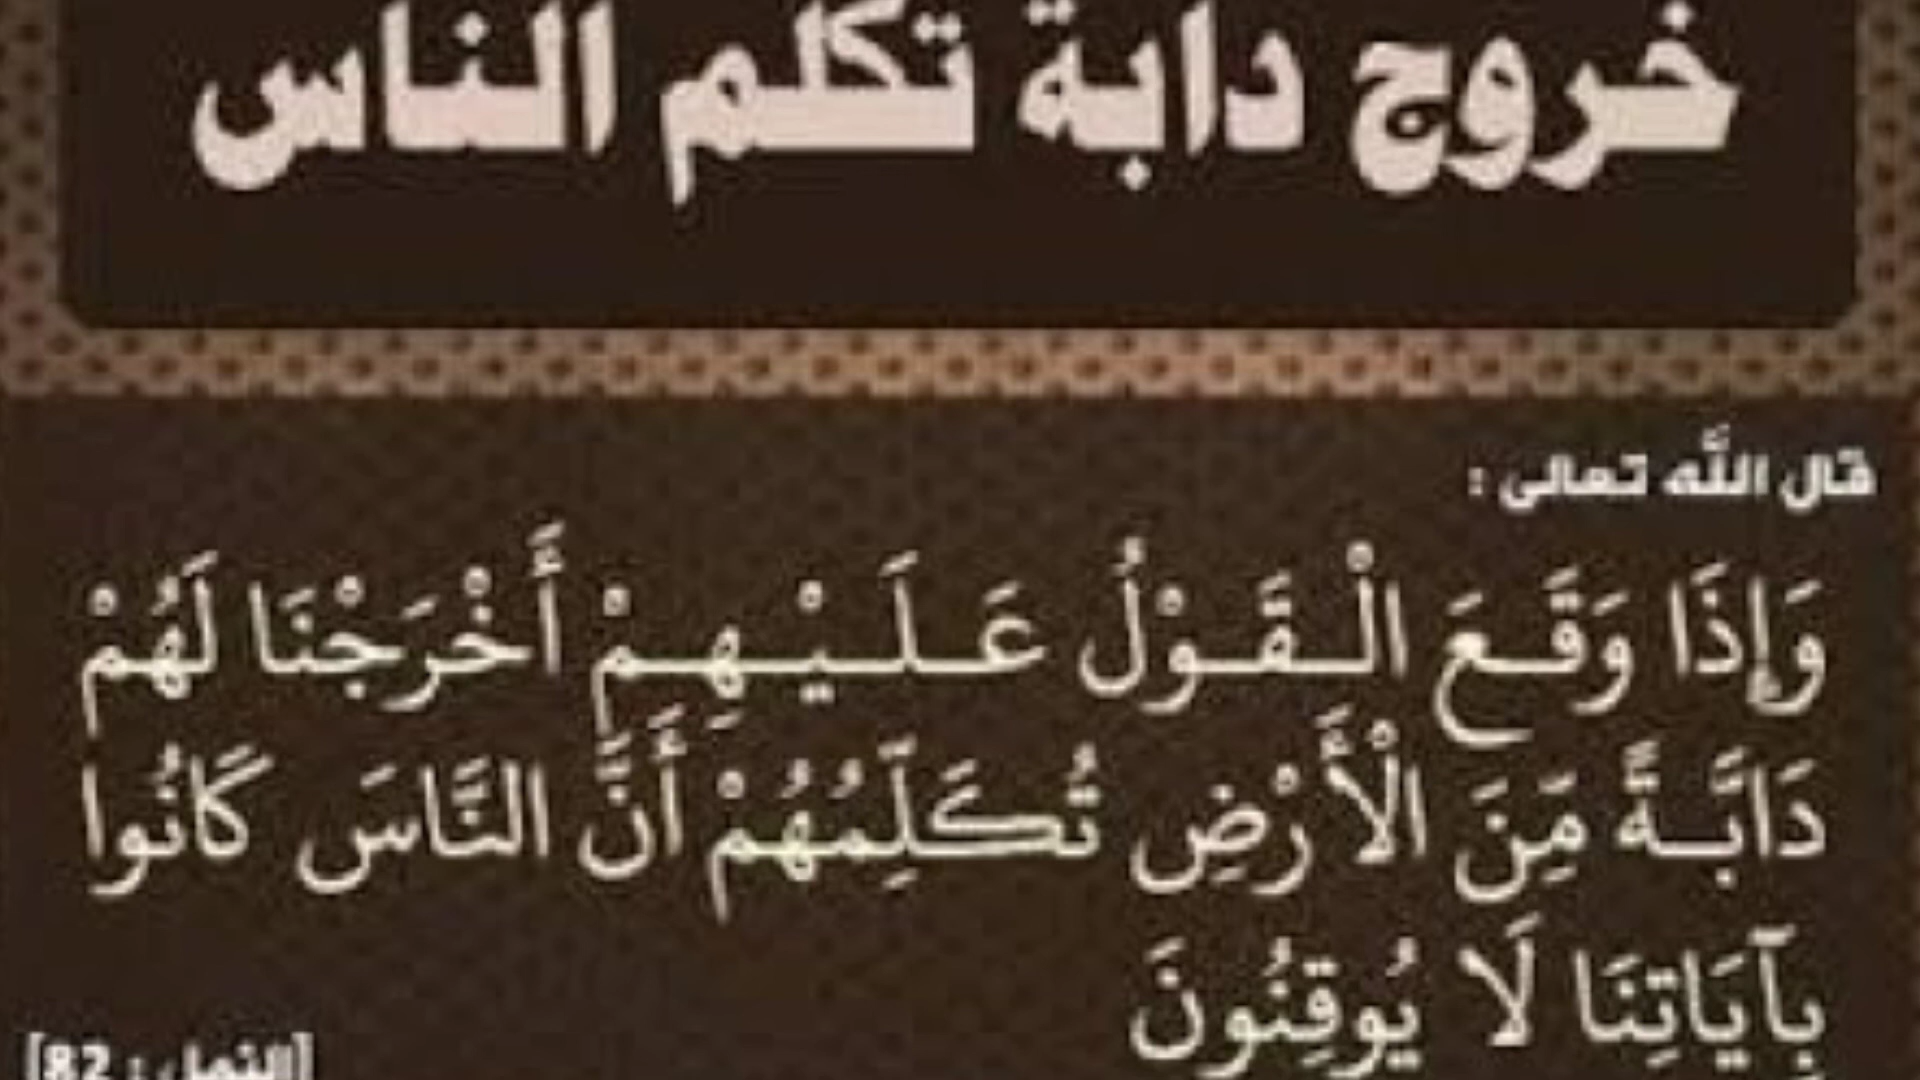 خروج دابة تكلم الناس
قال الله تعالى :
وَإِذَا وَقَعَ الْقَوْلُ عَلَيْهِمْ أَخْرَجْنَا لَهُمْ
دَابَّةً مِّنَ الْأَرْضِ تُكَلِّمُهُمْ أَنَّ النَّاسَ كَانُوا
بِآيَاتِنَا لَا يُوقِنُونَ
[النمل : 82]